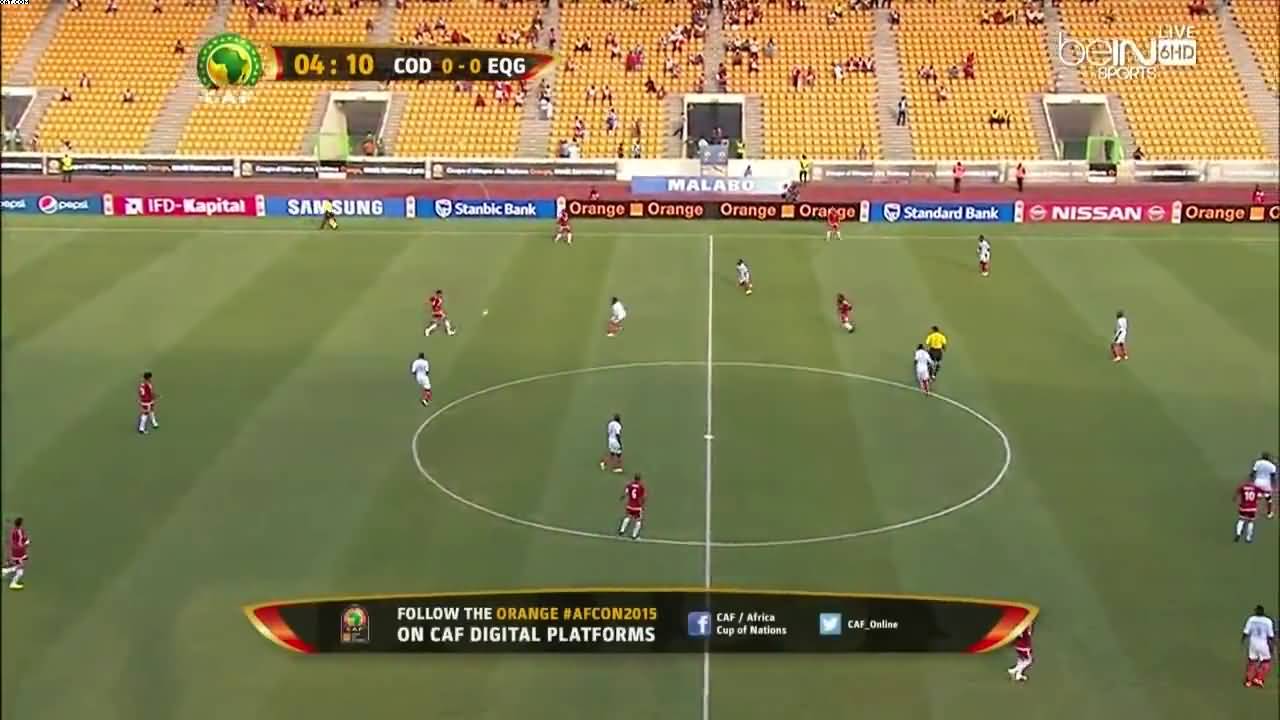 04 : 10 COD 0 - 0 EQG
CAF
beIN
SPORTS
LIVE
6HD
MALABO
pepsi pepsi IFD-Kapital SAMSUNG Stanbic Bank Orange Orange Orange Orange Standard Bank NISSAN Orange
6
10
FOLLOW THE ORANGE #AFCON2015
ON CAF DIGITAL PLATFORMS
CAF / Africa
Cup of Nations
CAF_Online